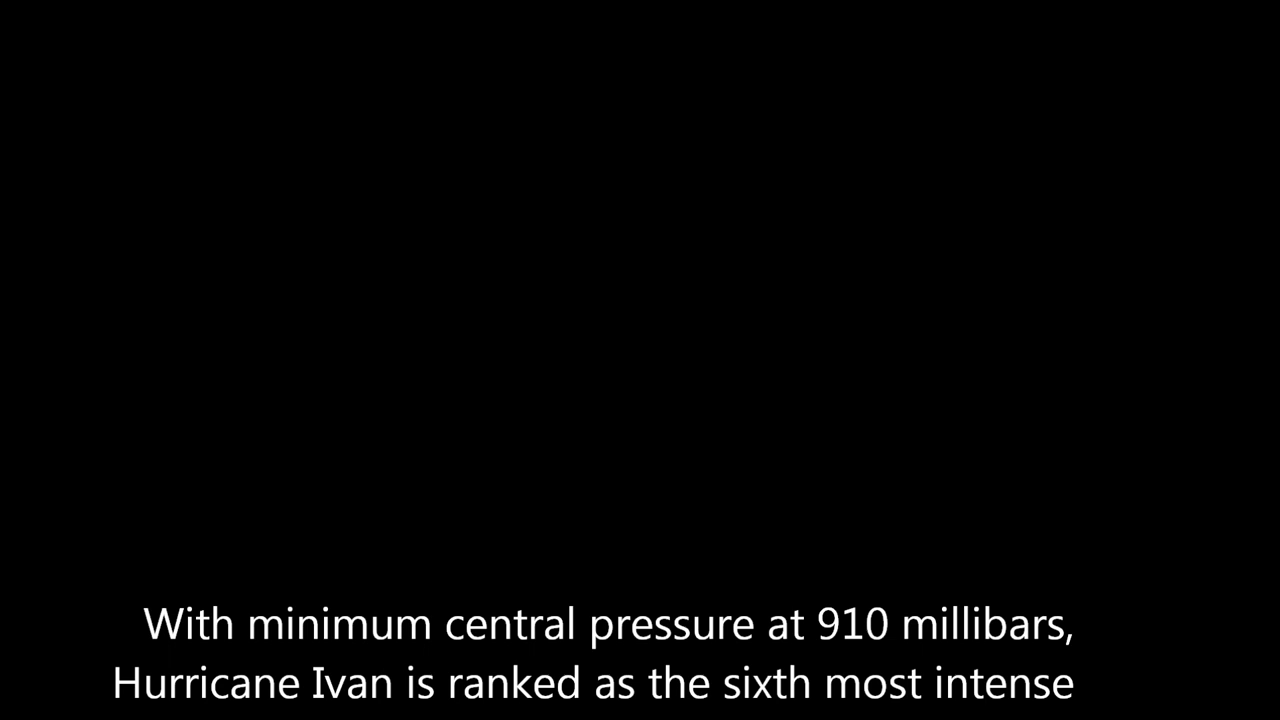 With minimum central pressure at 910 millibars,
Hurricane Ivan is ranked as the sixth most intense